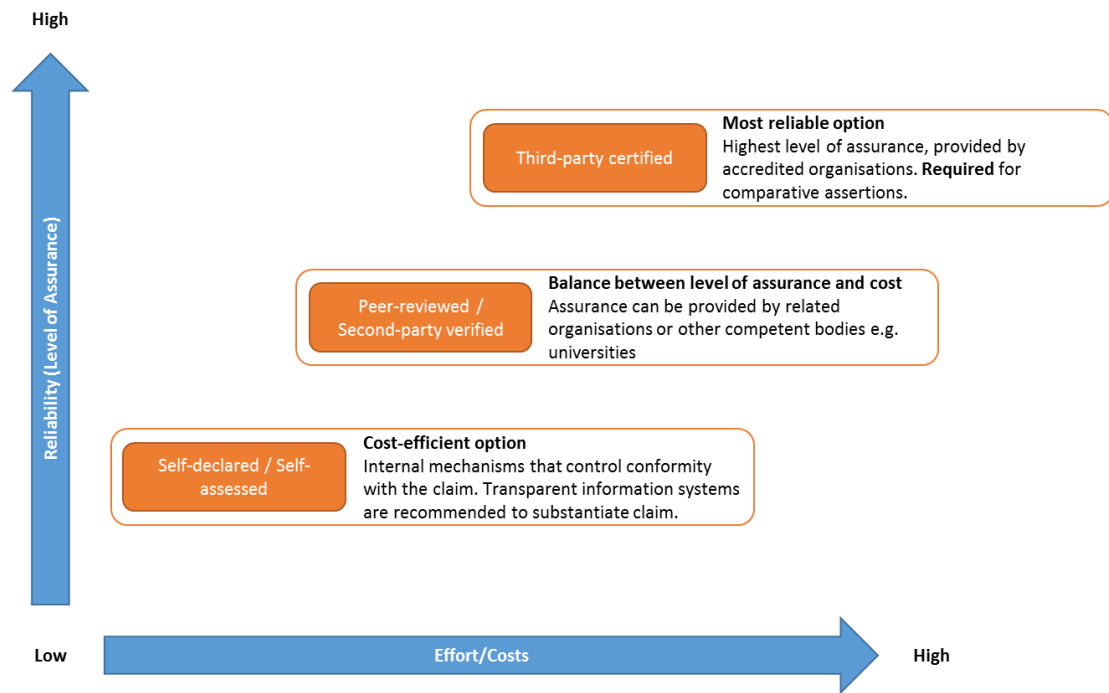 High
Reliability (Level of Assurance)
Third-party certified
Most reliable option
Highest level of assurance, provided by
accredited organisations. Required for
comparative assertions.
Peer-reviewed /
Second-party verified
Balance between level of assurance and cost
Assurance can be provided by related
organisations or other competent bodies e.g.
universities
Self-declared / Self-
assessed
Cost-efficient option
Internal mechanisms that control conformity
with the claim. Transparent information systems
are recommended to substantiate claim.
Low
Effort/Costs
High